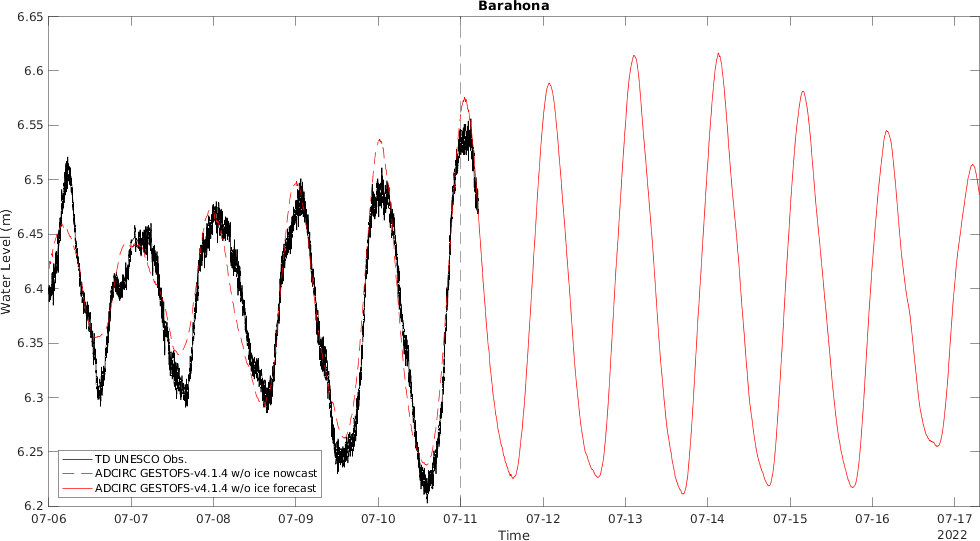 Barahona
6.65
6.6
6.55
6.5
6.45
6.4
6.35
6.3
6.25
6.2
Water Level (m)
TD UNESCO Obs.
ADCIRC GESTOFS-v4.1.4 w/o ice nowcast
ADCIRC GESTOFS-v4.1.4 w/o ice forecast
07-06 07-07 07-08 07-09 07-10 07-11 07-12 07-13 07-14 07-15 07-16 07-17
Time
2022